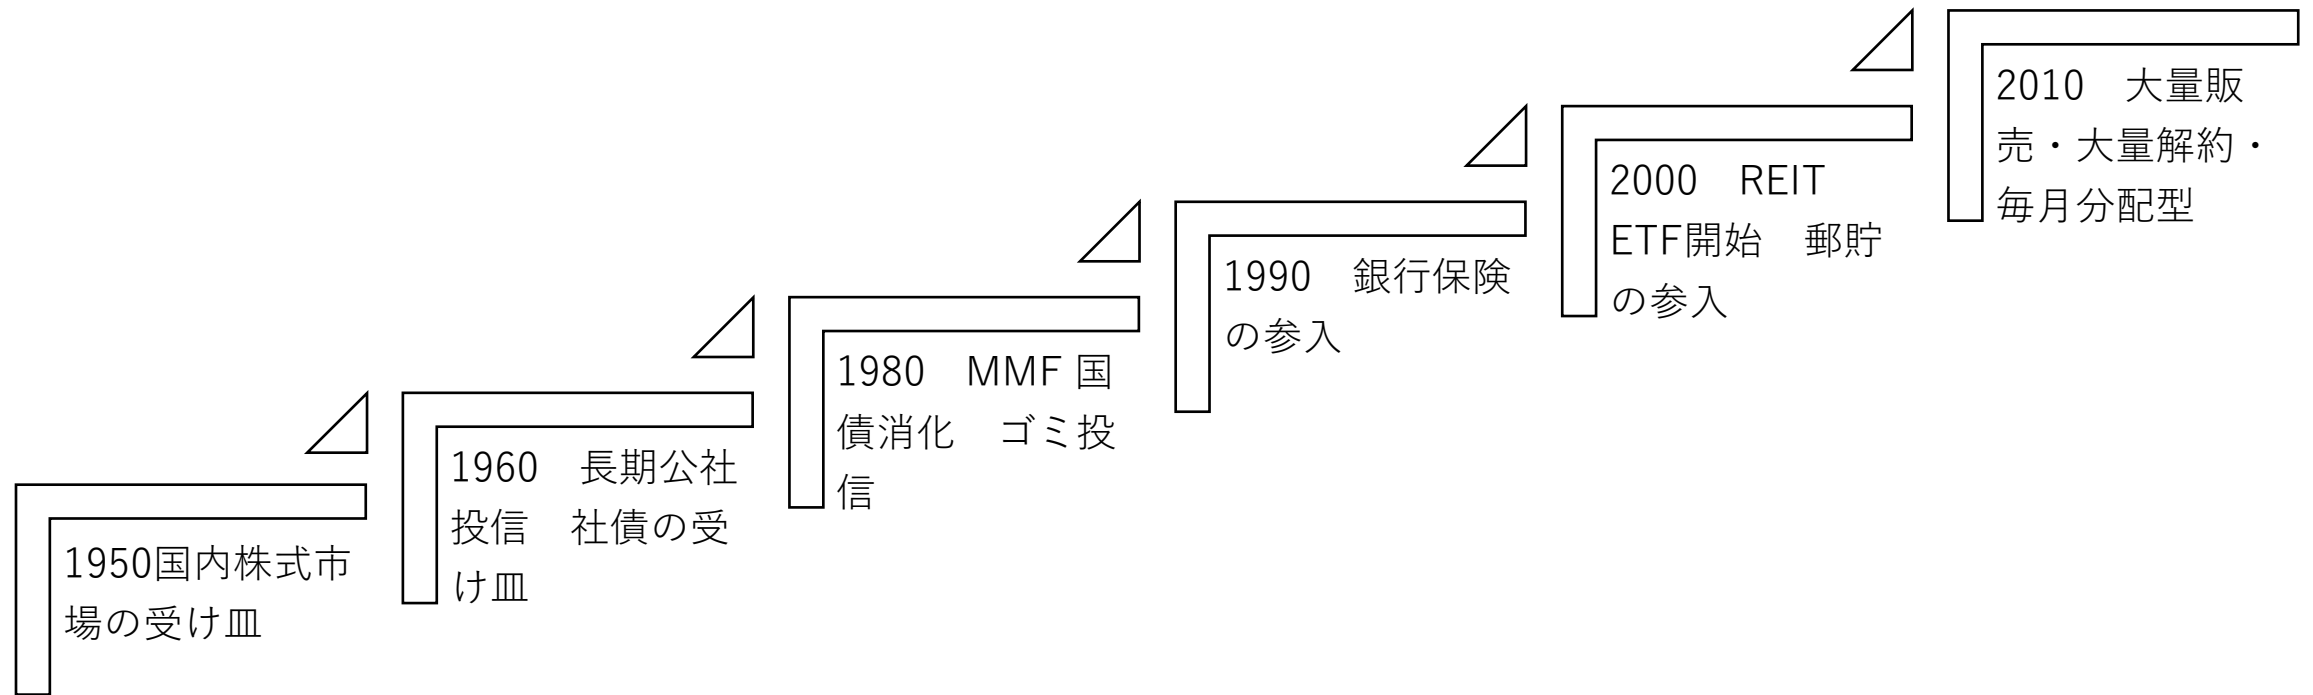 1950国内株式市
場の受け皿
1960　長期公社
投信　社債の受
け皿
1980　MMF 国
債消化　ゴミ投
信
1990　銀行保険
の参入
2000　REIT
ETF開始　郵貯
の参入
2010　大量販
売・大量解約・
毎月分配型